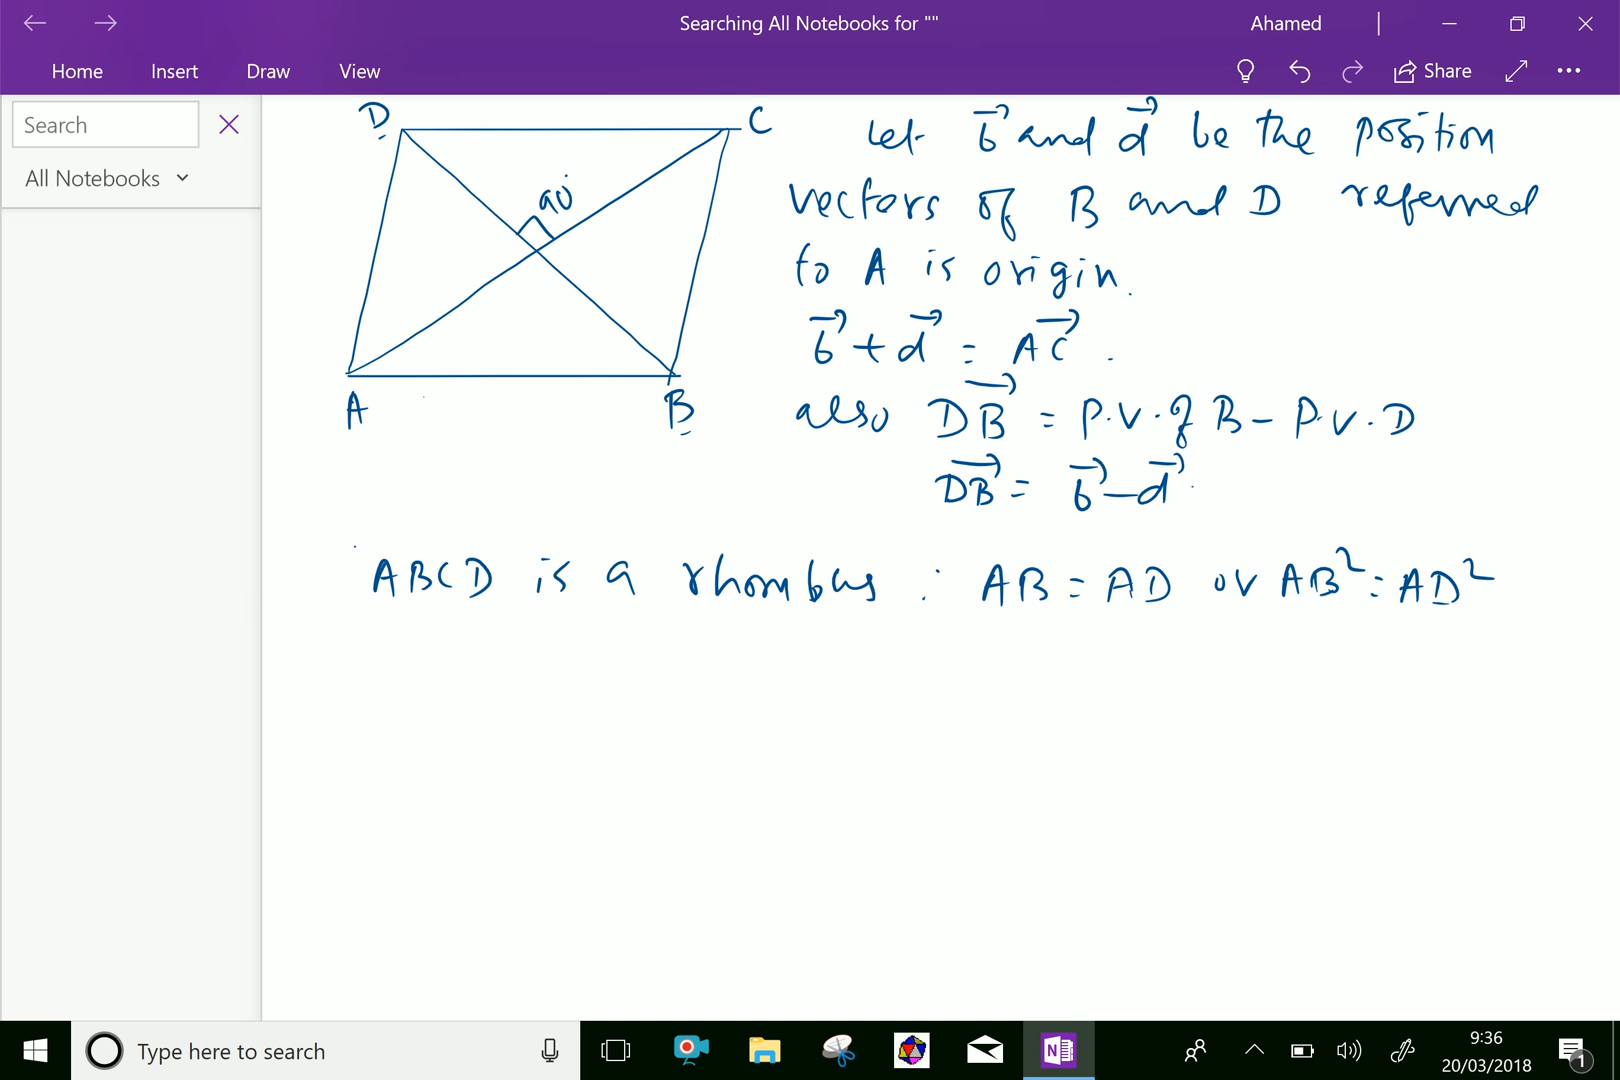 Searching All Notebooks for ""
Ahamed
Home Insert Draw View
Share
Search
All Notebooks
D
C
90°
A
B
Let b⃗ and d⃗ be the position
vectors of B and D referred
to A is origin.
b⃗ + d⃗ = AC⃗.
also DB⃗ = P.V. of B - P.V. D
DB⃗ = b⃗ - d⃗.
ABCD is a rhombus : AB = AD or AB² = AD²
Type here to search
9:36
20/03/2018
1